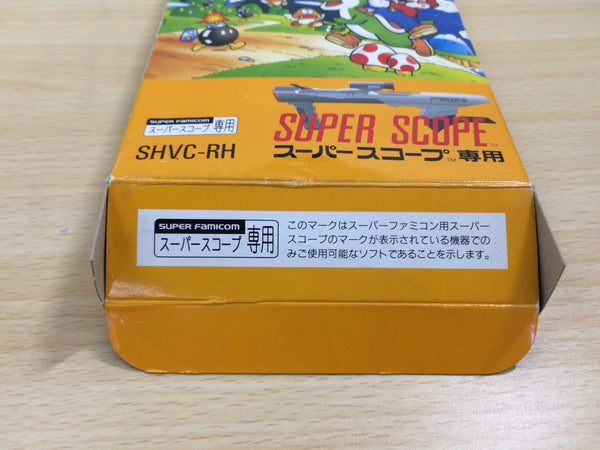 SUPER FAMICOM
スーパースコープ 専用
SHVC-RH
SUPER SCOPE™
スーパースコープ™専用
SUPER FAMICOM
スーパースコープ 専用
このマークはスーパーファミコン用スーパー
スコープのマークが表示されている機器での
みご使用可能なソフトであることを示します。